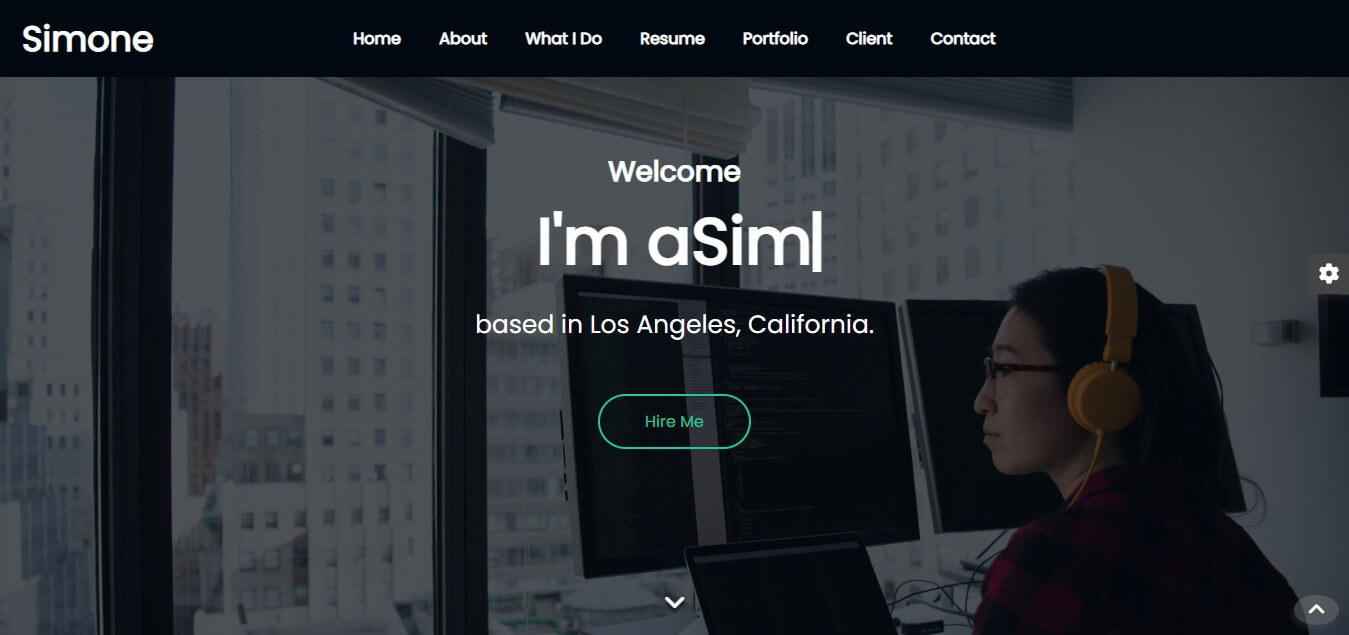 Simone
Home About What I Do Resume Portfolio Client Contact
Welcome
I'm aSim|
based in Los Angeles, California.
Hire Me